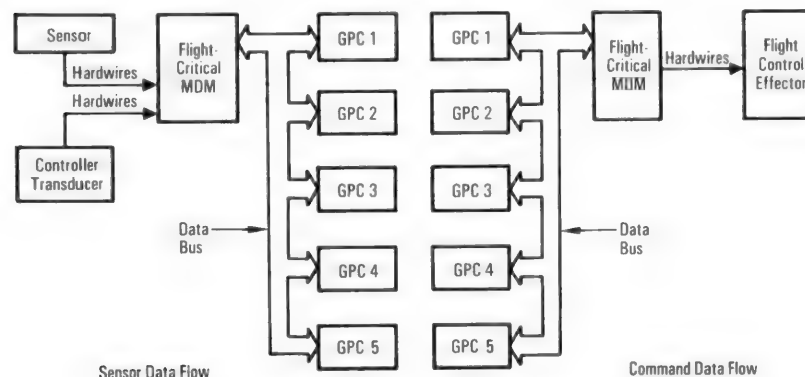 Sensor
Hardwires
Hardwires
Controller
Transducer
Flight-
Critical
MDM
GPC 1
GPC 2
GPC 3
GPC 4
GPC 5
Data
Bus
Sensor Data Flow
GPC 1
GPC 2
GPC 3
GPC 4
GPC 5
Flight-
Critical
MDM
Hardwires
Flight
Control
Effector
Data
Bus
Command Data Flow